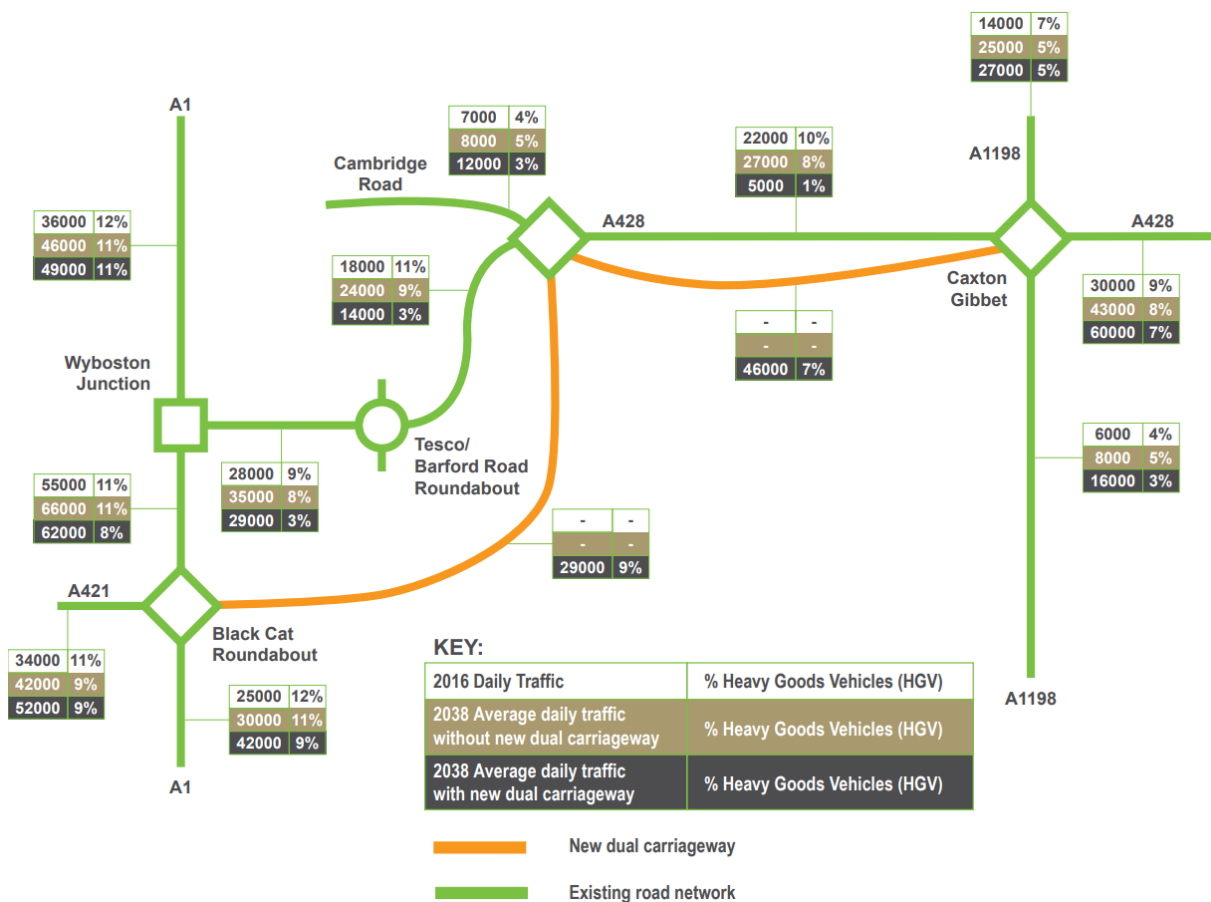 14000 7%
25000 5%
27000 5%
A1
7000 4%
8000 5%
12000 3%
22000 10%
27000 8%
5000 1%
A1198
Cambridge
Road
A428
A428
36000 12%
46000 11%
49000 11%
18000 11%
24000 9%
14000 3%
Caxton
Gibbet
30000 9%
43000 8%
60000 7%
- -
- -
46000 7%
Wyboston
Junction
Tesco/
Barford Road
Roundabout
6000 4%
8000 5%
16000 3%
28000 9%
35000 8%
29000 3%
55000 11%
66000 11%
62000 8%
- -
- -
29000 9%
A421
Black Cat
Roundabout
34000 11%
42000 9%
52000 9%
25000 12%
30000 11%
42000 9%
A1
A1198
KEY:
2016 Daily Traffic % Heavy Goods Vehicles (HGV)
2038 Average daily traffic
without new dual carriageway % Heavy Goods Vehicles (HGV)
2038 Average daily traffic
with new dual carriageway % Heavy Goods Vehicles (HGV)
New dual carriageway
Existing road network